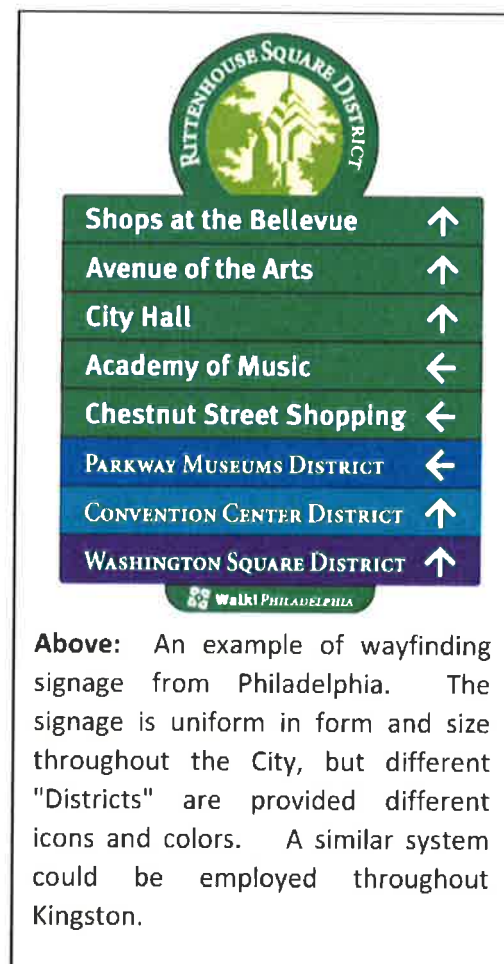 RITTENHOUSE SQUARE DISTRICT
Shops at the Bellevue ↑
Avenue of the Arts ↑
City Hall ↑
Academy of Music ←
Chestnut Street Shopping ←
PARKWAY MUSEUMS DISTRICT ←
CONVENTION CENTER DISTRICT ↑
WASHINGTON SQUARE DISTRICT ↑
Walk! PHILADELPHIA
Above: An example of wayfinding
signage from Philadelphia. The
signage is uniform in form and size
throughout the City, but different
"Districts" are provided different
icons and colors. A similar system
could be employed throughout
Kingston.